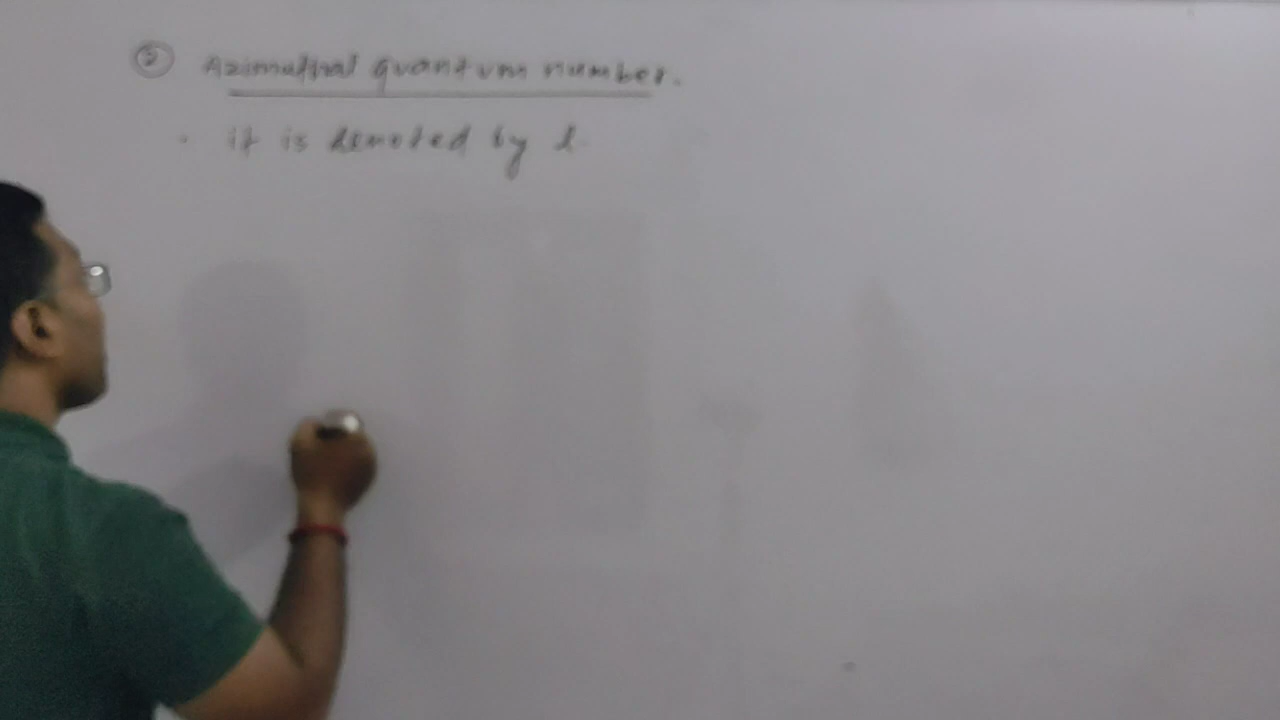 ② Azimuthal quantum number.
· it is denoted by l.